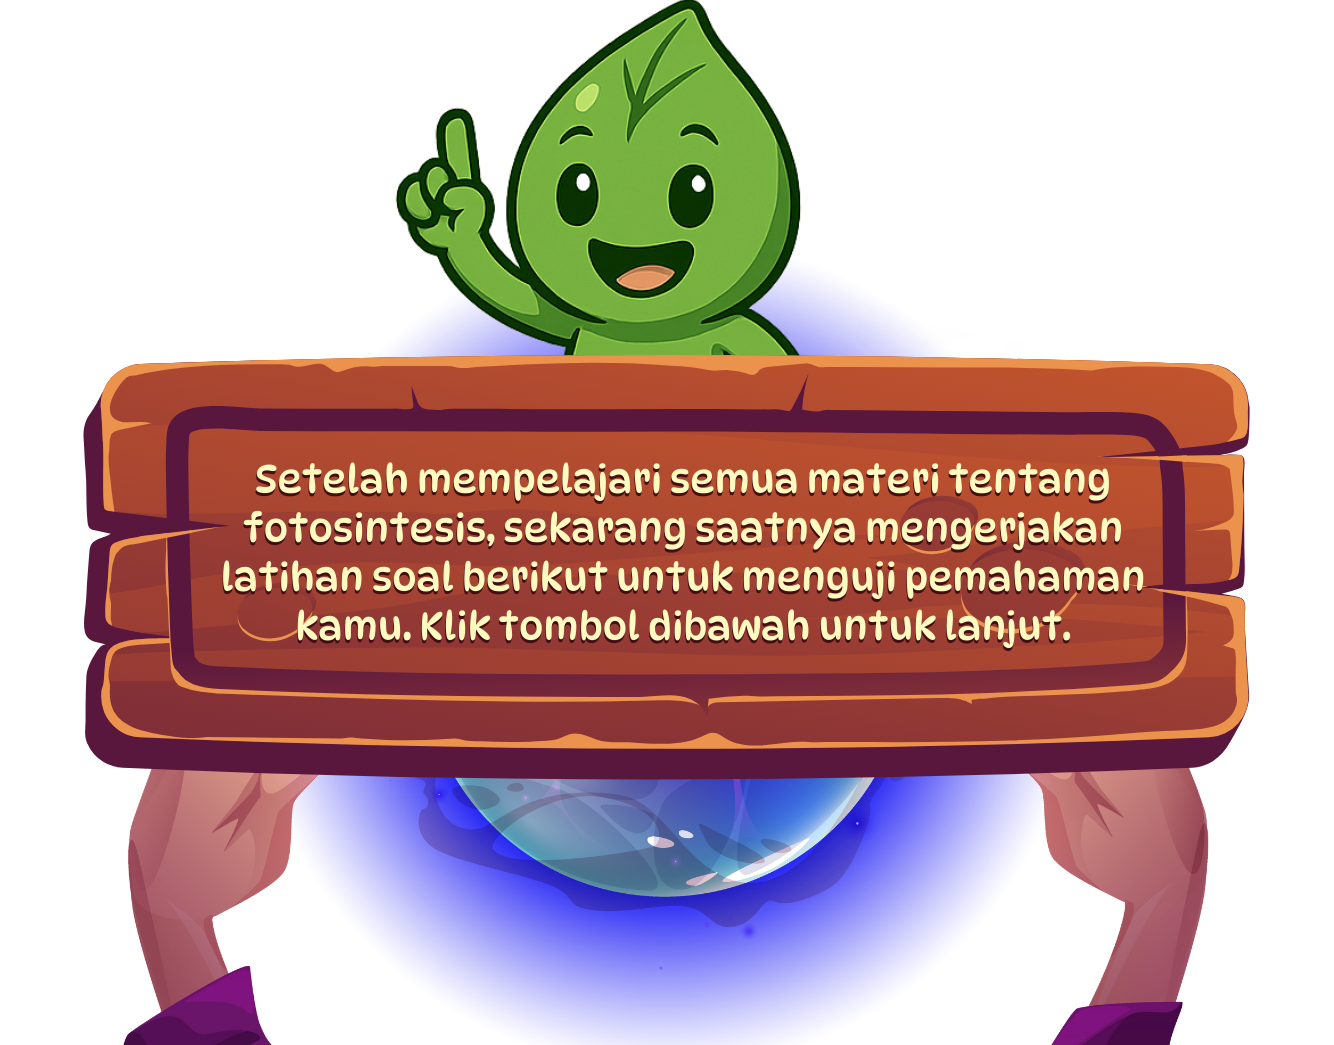 Setelah mempelajari semua materi tentang
fotosintesis, sekarang saatnya mengerjakan
latihan soal berikut untuk menguji pemahaman
kamu. Klik tombol dibawah untuk lanjut.